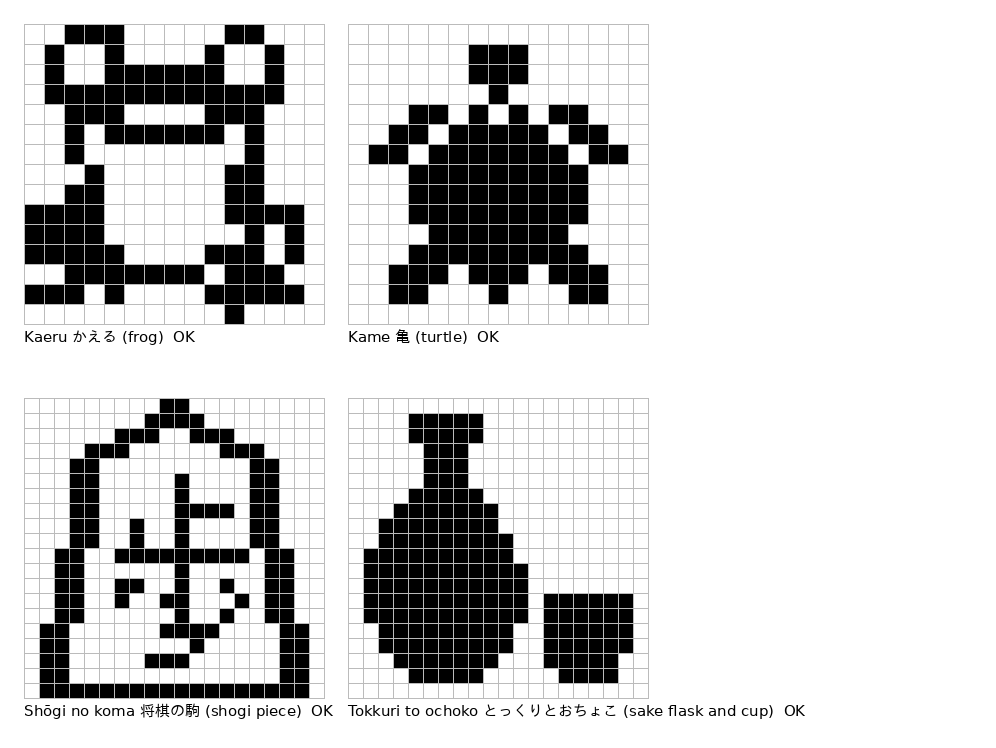 Kaeru かえる (frog)  OK
Kame 亀 (turtle)  OK
Shōgi no koma 将棋の駒 (shogi piece)  OK
Tokkuri to ochoko とっくりとおちょこ (sake flask and cup)  OK